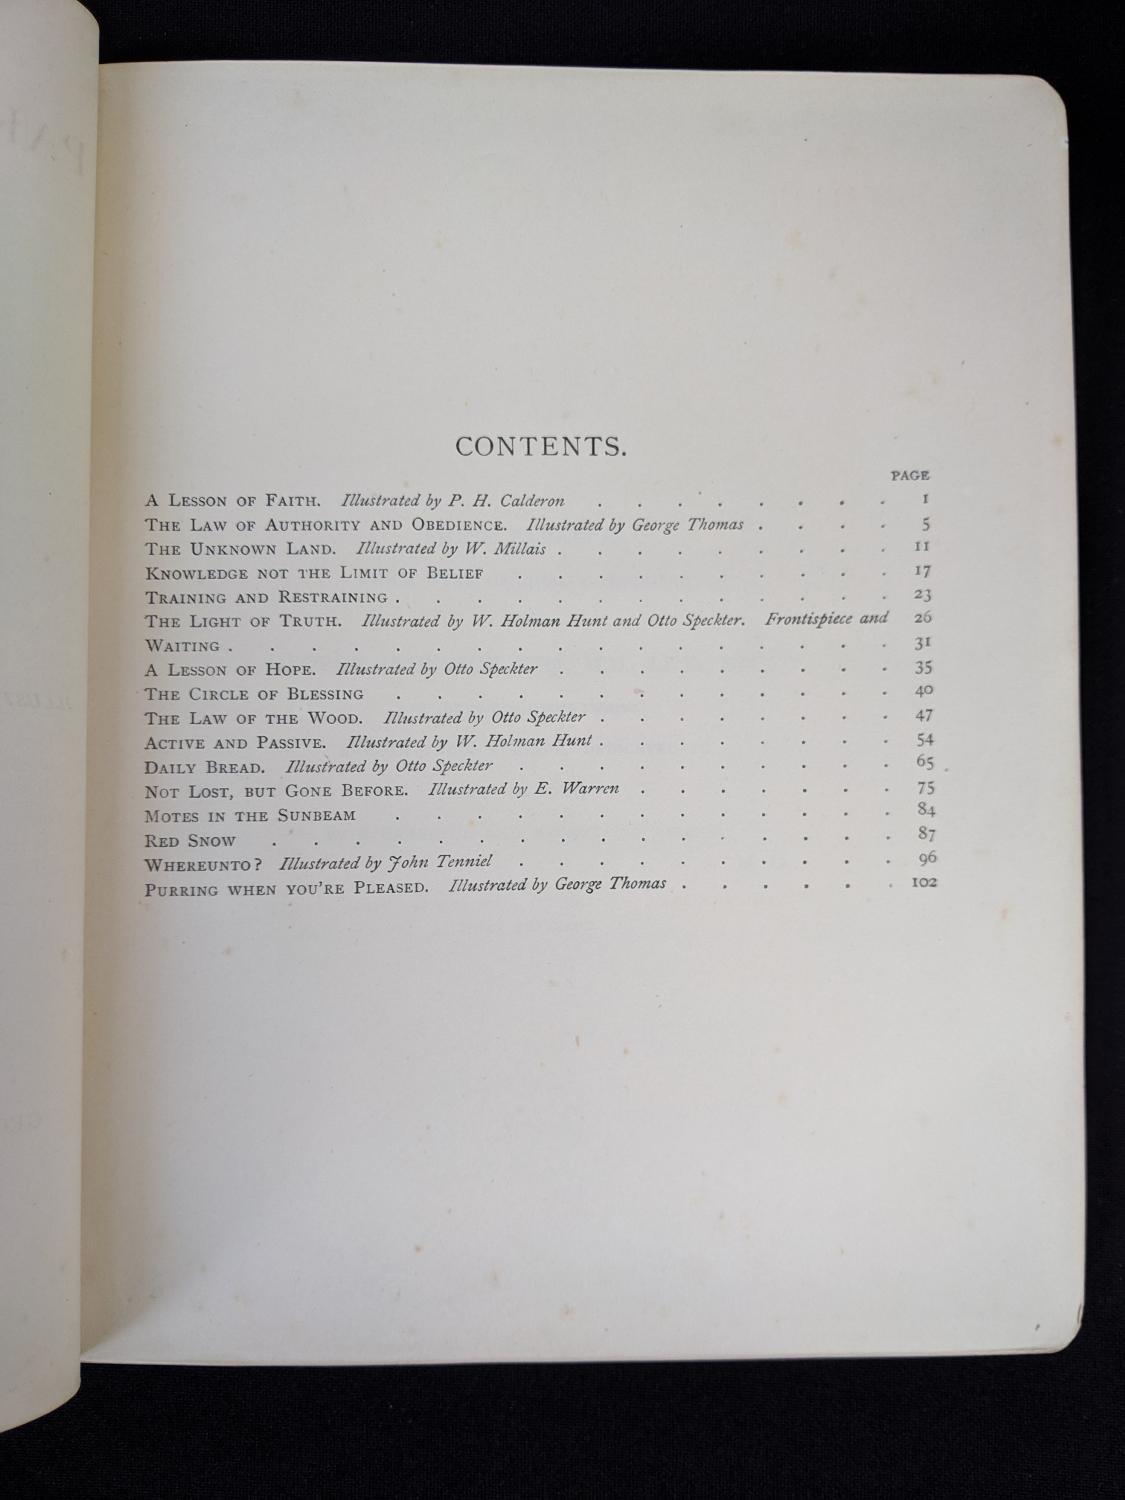 CONTENTS.
PAGE
A Lesson of Faith. Illustrated by P. H. Calderon . . . . . . . . 1
The Law of Authority and Obedience. Illustrated by George Thomas . . . . 5
The Unknown Land. Illustrated by W. Millais . . . . . . . . . 11
Knowledge not the Limit of Belief . . . . . . . . . . 17
Training and Restraining . . . . . . . . . . . . . 23
The Light of Truth. Illustrated by W. Holman Hunt and Otto Speckter. Frontispiece and 26
Waiting . . . . . . . . . . . . . . . . . 31
A Lesson of Hope. Illustrated by Otto Speckter . . . . . . . . . 35
The Circle of Blessing . . . . . . . . . . . . . 40
The Law of the Wood. Illustrated by Otto Speckter . . . . . . . . 47
Active and Passive. Illustrated by W. Holman Hunt . . . . . . . . 54
Daily Bread. Illustrated by Otto Speckter . . . . . . . . . . 65
Not Lost, but Gone Before. Illustrated by E. Warren . . . . . . . 75
Motes in the Sunbeam . . . . . . . . . . . . . 84
Red Snow . . . . . . . . . . . . . . . . 87
Whereunto? Illustrated by John Tenniel . . . . . . . . . . 96
Purring when you're Pleased. Illustrated by George Thomas . . . . . . 102